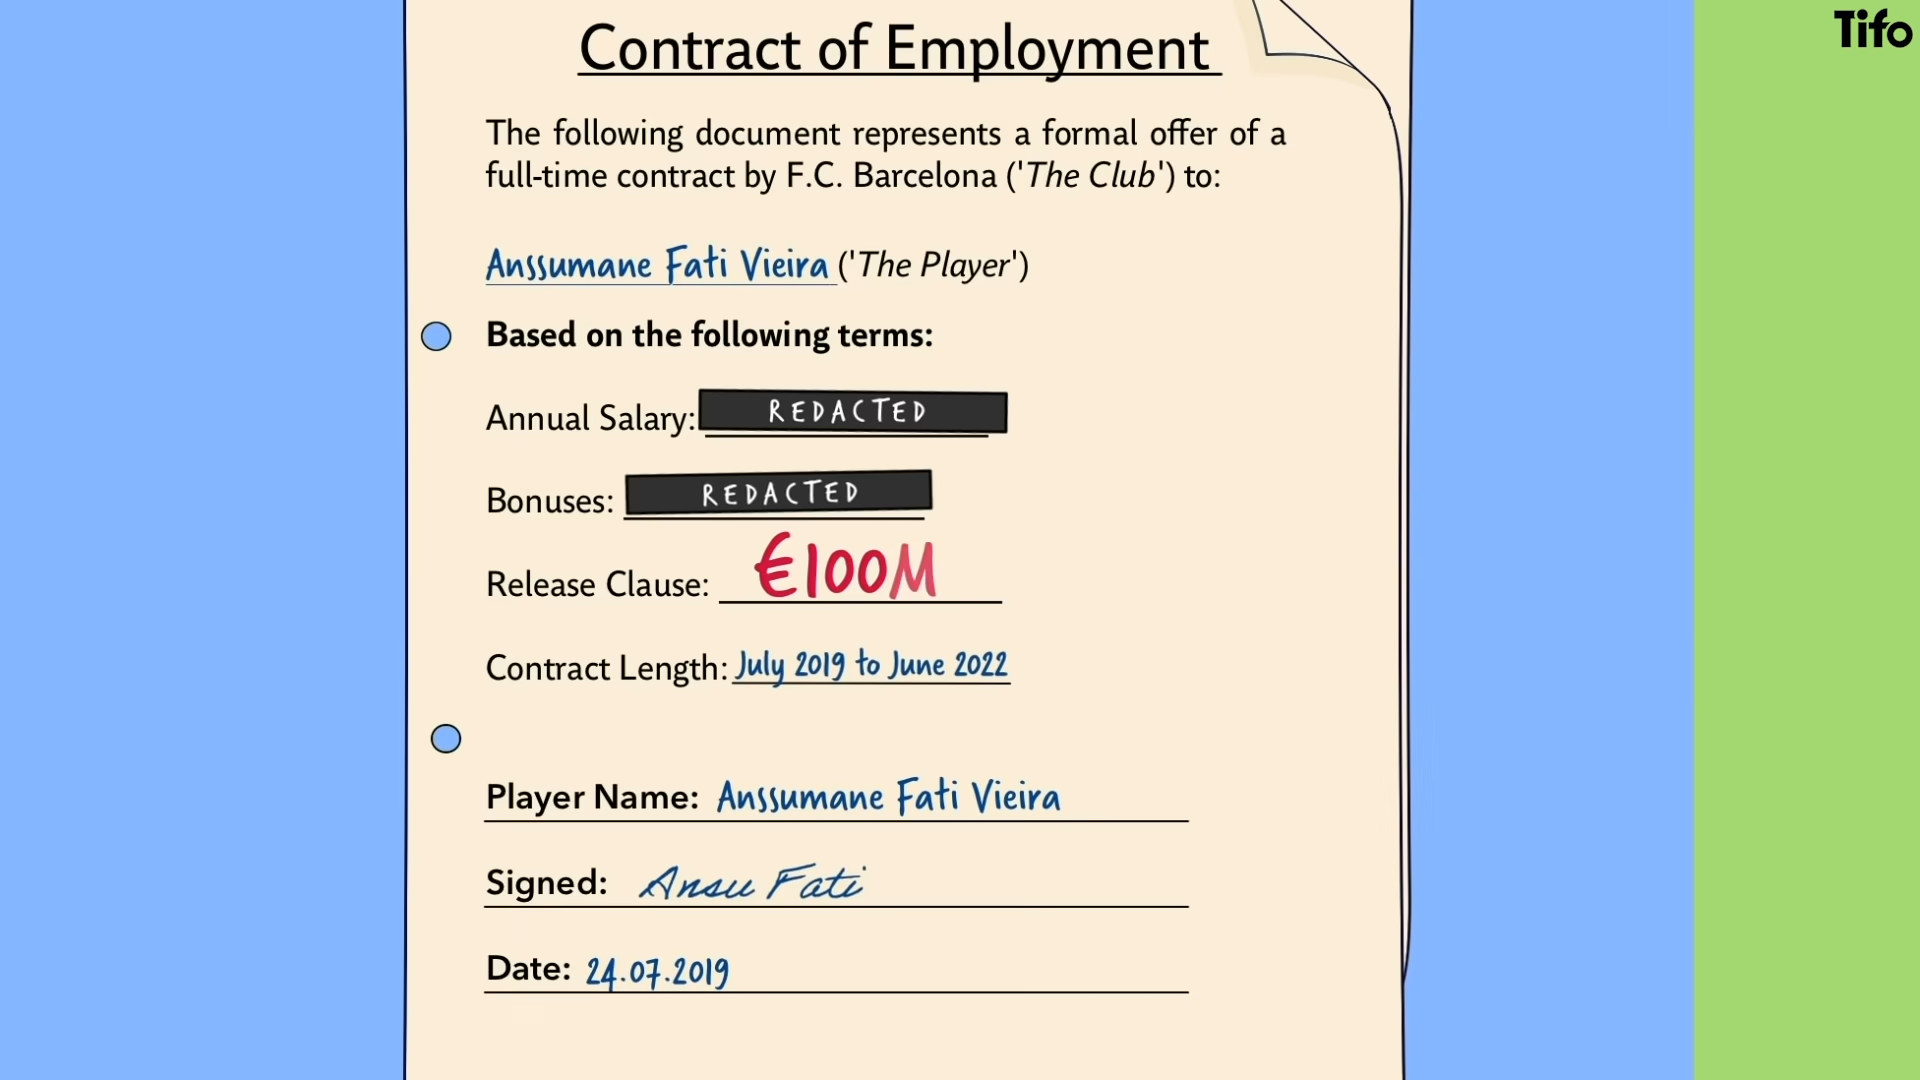 Tifo
Contract of Employment
The following document represents a formal offer of a
full-time contract by F.C. Barcelona ('The Club') to:
Anssumane Fati Vieira ('The Player')
Based on the following terms:
Annual Salary: REDACTED
Bonuses: REDACTED
Release Clause: €100M
Contract Length: July 2019 to June 2022
Player Name: Anssumane Fati Vieira
Signed: Ansu Fati
Date: 24.07.2019